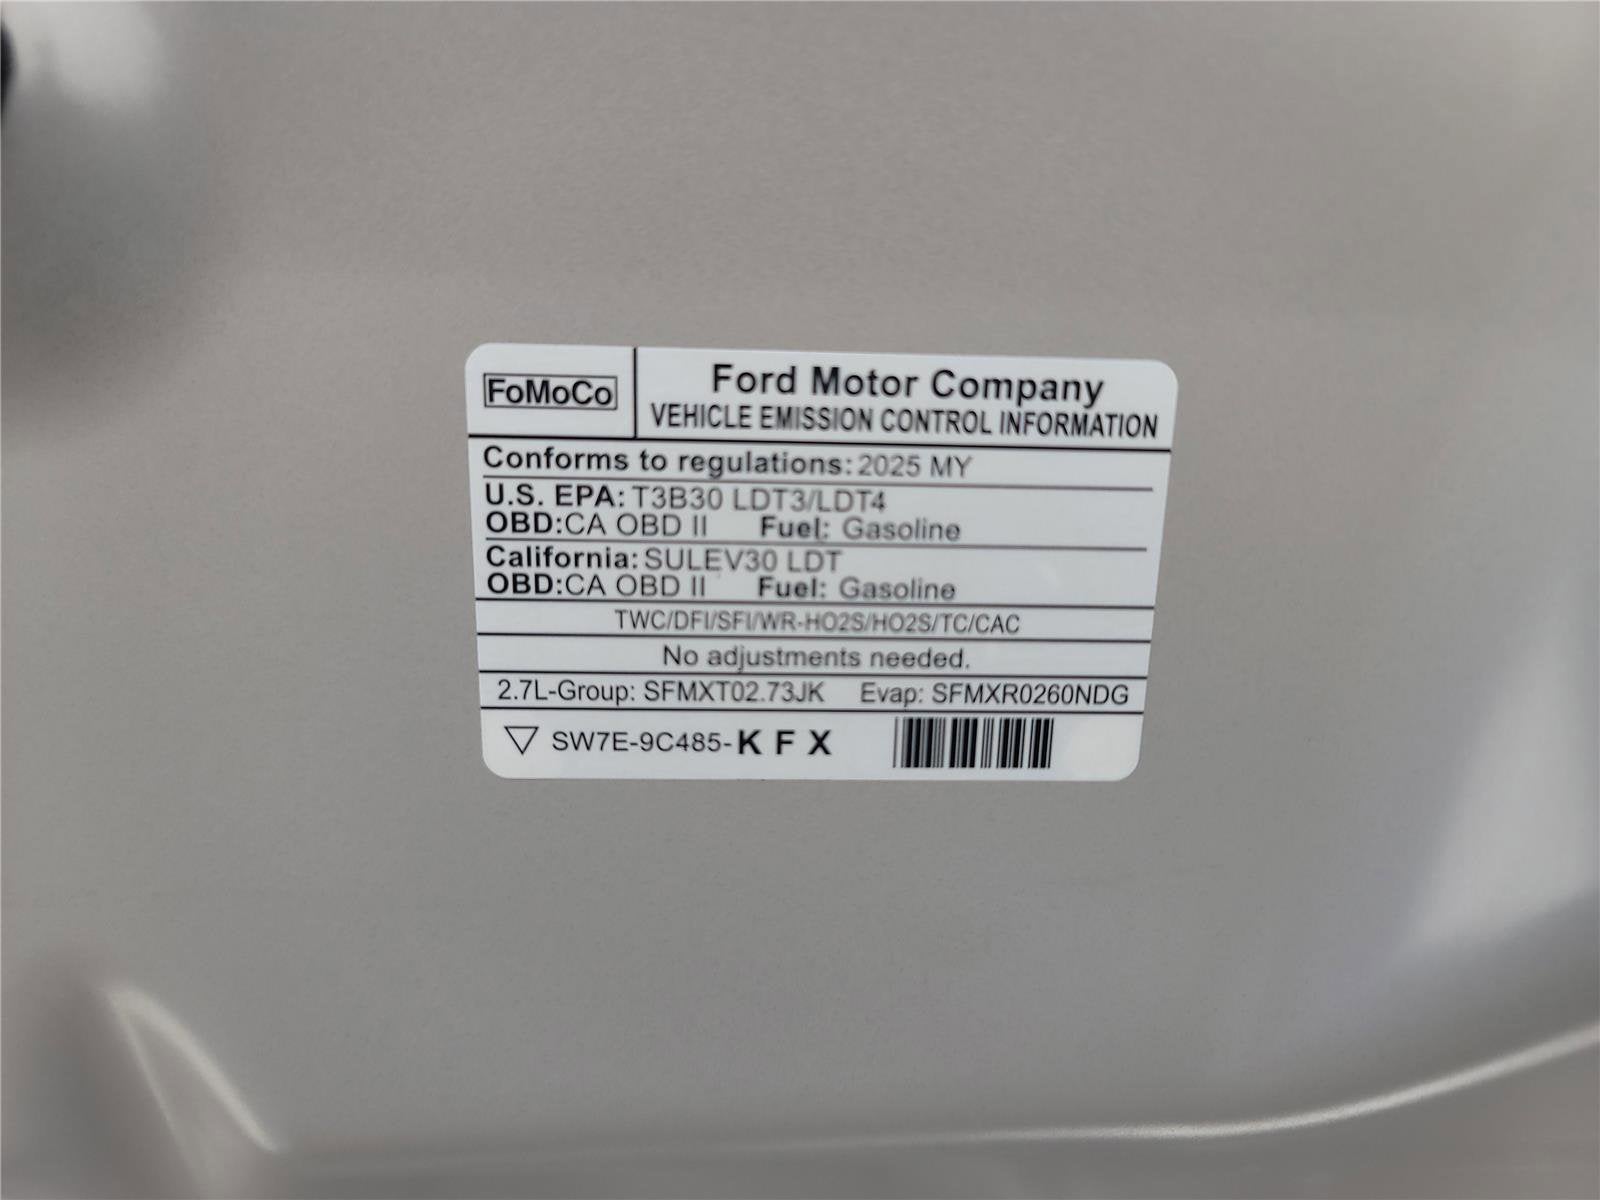 FoMoCo
Ford Motor Company
VEHICLE EMISSION CONTROL INFORMATION
Conforms to regulations: 2025 MY
U.S. EPA: T3B30 LDT3/LDT4
OBD:CA OBD II Fuel: Gasoline
California: SULEV30 LDT
OBD:CA OBD II Fuel: Gasoline
TWC/DFI/SFI/WR-HO2S/HO2S/TC/CAC
No adjustments needed.
2.7L-Group: SFMXT02.73JK Evap: SFMXR0260NDG
SW7E-9C485-K F X